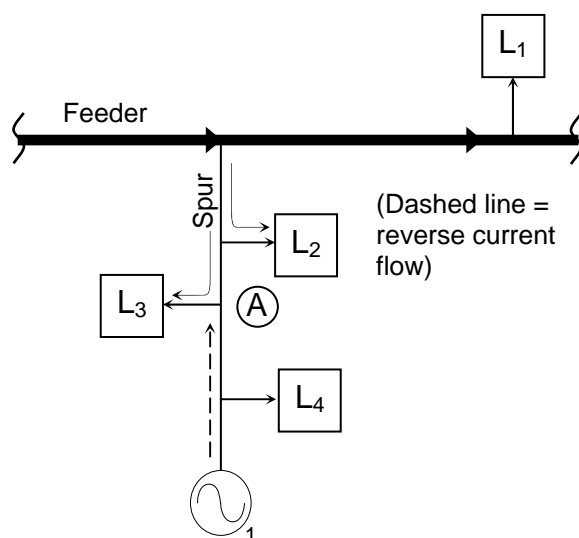 L₁
Feeder
Spur
(Dashed line =
reverse current
flow)
L₂
L₃
A
L₄
1